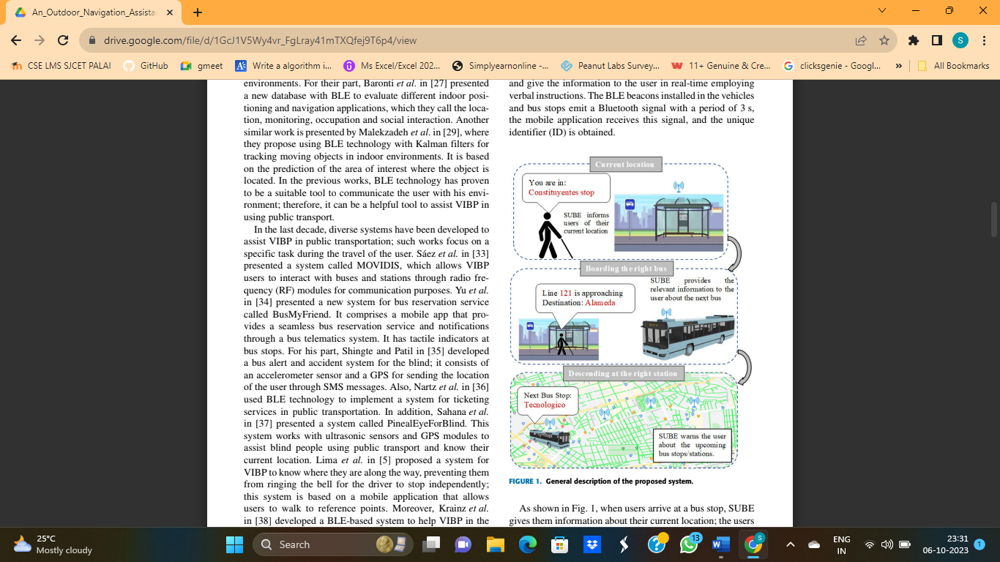 An_Outdoor_Navigation_Assista
drive.google.com/file/d/1GcJ1V5Wy4vr_FgLray41mTXQfej9T6p4/view
S
CSE LMS SJCET PALAI
GitHub
gmeet
Write a algorithm i...
Ms Excel/Excel 202...
Simplyearnonline -...
Peanut Labs Survey...
11+ Genuine & Cre...
clicksgenie - Googl...
»
All Bookmarks
environments. For their part, Baronti et al. in [27] presented
a new database with BLE to evaluate different indoor posi-
tioning and navigation applications, which they call the loca-
tion, monitoring, occupation and social interaction. Another
similar work is presented by Malekzadeh et al. in [29], where
they propose using BLE technology with Kalman filters for
tracking moving objects in indoor environments. It is based
on the prediction of the area of interest where the object is
located. In the previous works, BLE technology has proven
to be a suitable tool to communicate the user with his envi-
ronment; therefore, it can be a helpful tool to assist VIBP in
using public transport.
In the last decade, diverse systems have been developed to
assist VIBP in public transportation; such works focus on a
specific task during the travel of the user. Sáez et al. in [33]
presented a system called MOVIDIS, which allows VIBP
users to interact with buses and stations through radio fre-
quency (RF) modules for communication purposes. Yu et al.
in [34] presented a new system for bus reservation service
called BusMyFriend. It comprises a mobile app that pro-
vides a seamless bus reservation service and notifications
through a bus telematics system. It has tactile indicators at
bus stops. For his part, Shingte and Patil in [35] developed
a bus alert and accident system for the blind; it consists of
an accelerometer sensor and a GPS for sending the location
of the user through SMS messages. Also, Nartz et al. in [36]
used BLE technology to implement a system for ticketing
services in public transportation. In addition, Sahana et al.
in [37] presented a system called PinealEyeForBlind. This
system works with ultrasonic sensors and GPS modules to
assist blind people using public transport and know their
current location. Lima et al. in [5] proposed a system for
VIBP to know where they are along the way, preventing them
from ringing the bell for the driver to stop independently;
this system is based on a mobile application that allows
users to walk to reference points. Moreover, Krainz et al.
in [38] developed a BLE-based system to help VIBP in the
and give the information to the user in real-time employing
verbal instructions. The BLE beacons installed in the vehicles
and bus stops emit a Bluetooth signal with a period of 3 s,
the mobile application receives this signal, and the unique
identifier (ID) is obtained.
Current location
You are in:
Constituyentes stop
SUBE informs
users of their
current location
Boarding the right bus
Line 121 is approaching
Destination: Alameda
SUBE provides the
relevant information to the
user about the next bus
Descending at the right station
Next Bus Stop:
Tecnologico
SUBE warns the user
about the upcoming
bus stops/stations.
FIGURE 1. General description of the proposed system.
As shown in Fig. 1, when users arrive at a bus stop, SUBE
gives them information about their current location; the users
25°C
Mostly cloudy
Search
13
S
ENG
IN
23:31
06-10-2023
1